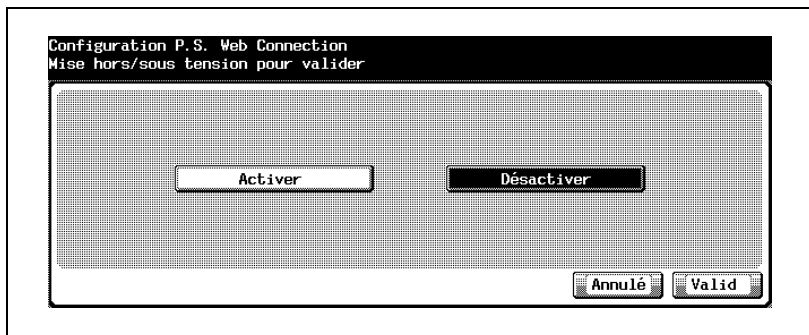 Configuration P.S. Web Connection
Mise hors/sous tension pour valider
Activer
Désactiver
Annulé
Valid